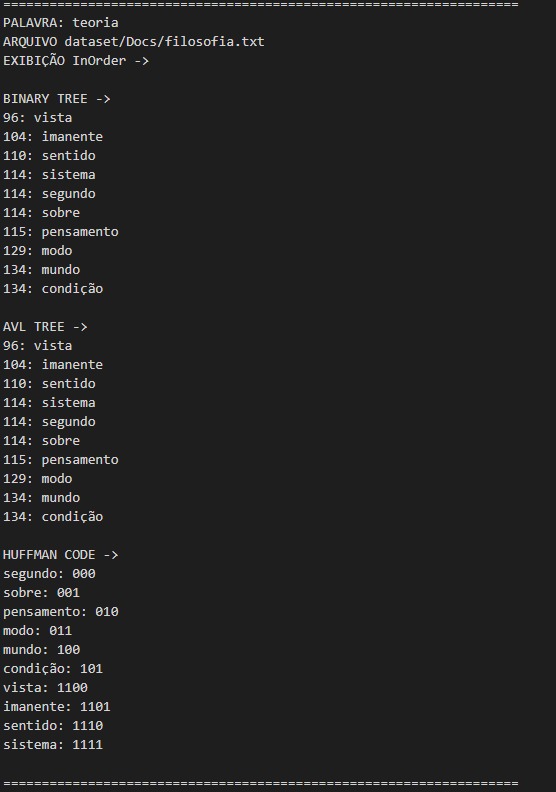 ===================================================================
PALAVRA: teoria
ARQUIVO dataset/Docs/filosofia.txt
EXIBIÇÃO InOrder ->
BINARY TREE ->
96: vista
104: imanente
110: sentido
114: sistema
114: segundo
114: sobre
115: pensamento
129: modo
134: mundo
134: condição
AVL TREE ->
96: vista
104: imanente
110: sentido
114: sistema
114: segundo
114: sobre
115: pensamento
129: modo
134: mundo
134: condição
HUFFMAN CODE ->
segundo: 000
sobre: 001
pensamento: 010
modo: 011
mundo: 100
condição: 101
vista: 1100
imanente: 1101
sentido: 1110
sistema: 1111
===================================================================